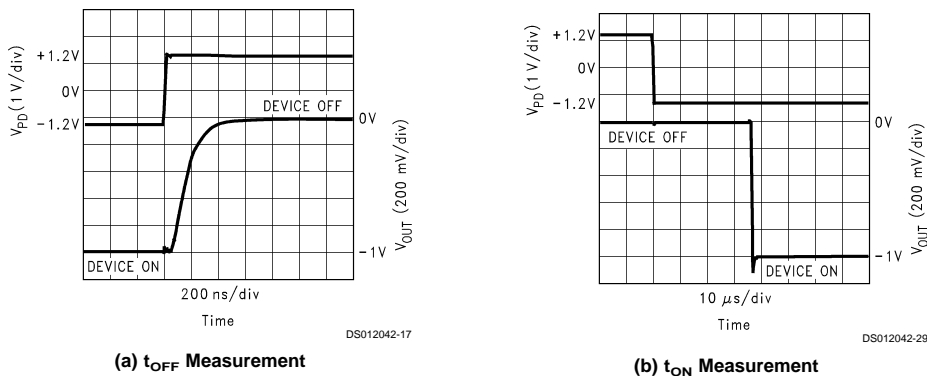 +1.2V
0V
−1.2V
V_PD (1 V/div)
DEVICE OFF
0V
V_OUT (200 mV/div)
−1V
DEVICE ON
200 ns/div
Time
DS012042-17
(a) t_OFF Measurement
+1.2V
0V
−1.2V
V_PD (1 V/div)
DEVICE OFF
0V
V_OUT (200 mV/div)
−1V
DEVICE ON
10 µs/div
Time
DS012042-29
(b) t_ON Measurement